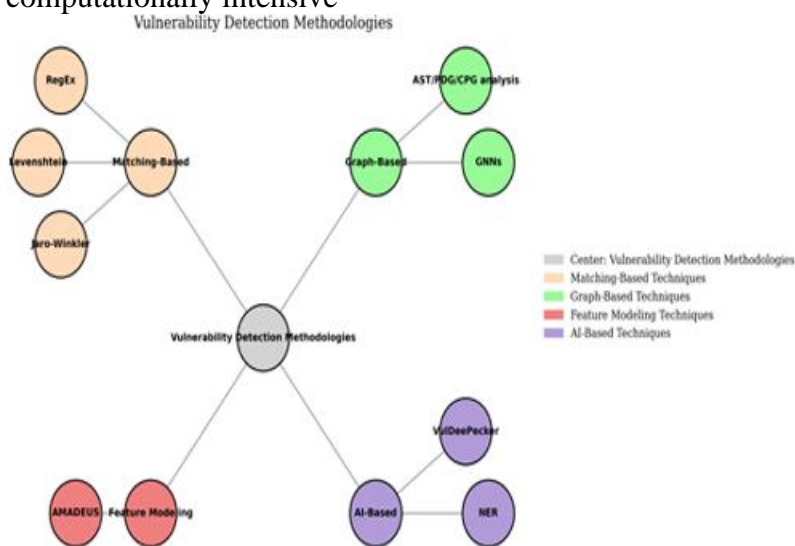 computationally intensive
Vulnerability Detection Methodologies
RegEx
AST/PDG/CPG analysis
Levenshtein
Matching-Based
Graph-Based
GNNs
Jaro-Winkler
Center: Vulnerability Detection Methodologies
Matching-Based Techniques
Graph-Based Techniques
Feature Modeling Techniques
AI-Based Techniques
Vulnerability Detection Methodologies
VulDeePecker
AMADEUS
Feature Modeling
AI-Based
NER